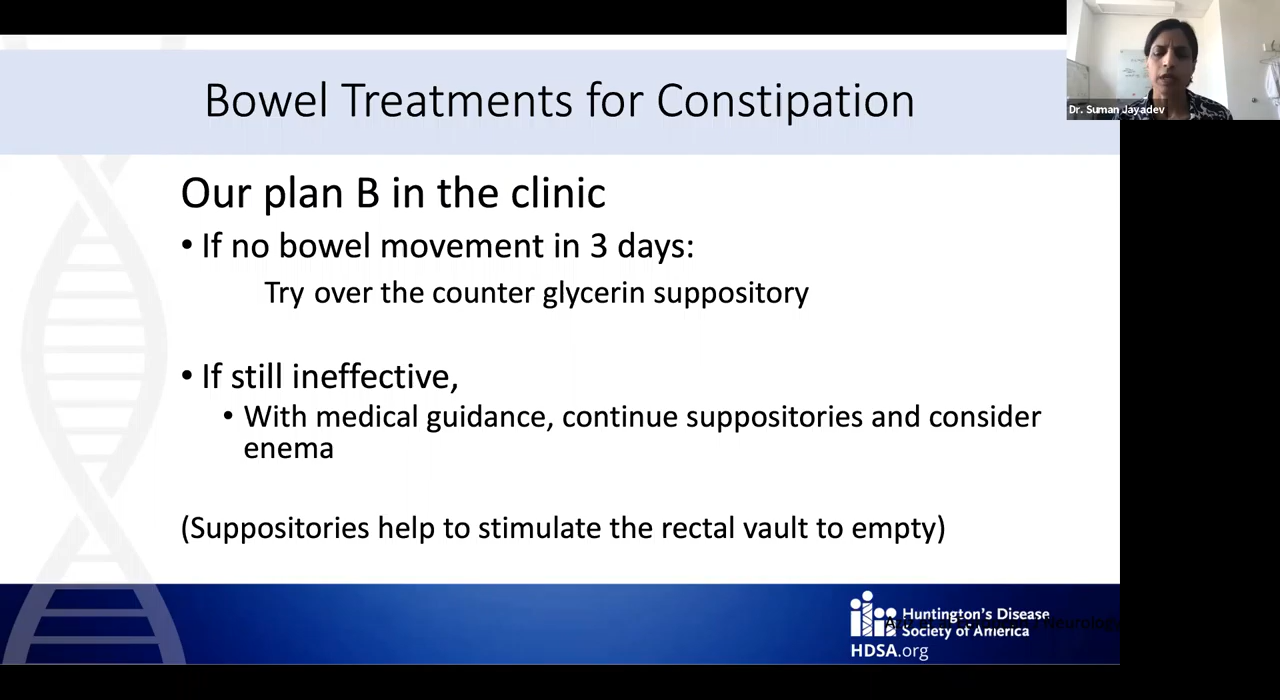 Bowel Treatments for Constipation
Dr. Suman Jayadev
Our plan B in the clinic
• If no bowel movement in 3 days:
Try over the counter glycerin suppository
• If still ineffective,
• With medical guidance, continue suppositories and consider
enema
(Suppositories help to stimulate the rectal vault to empty)
Huntington's Disease
Society of America
HDSA.org